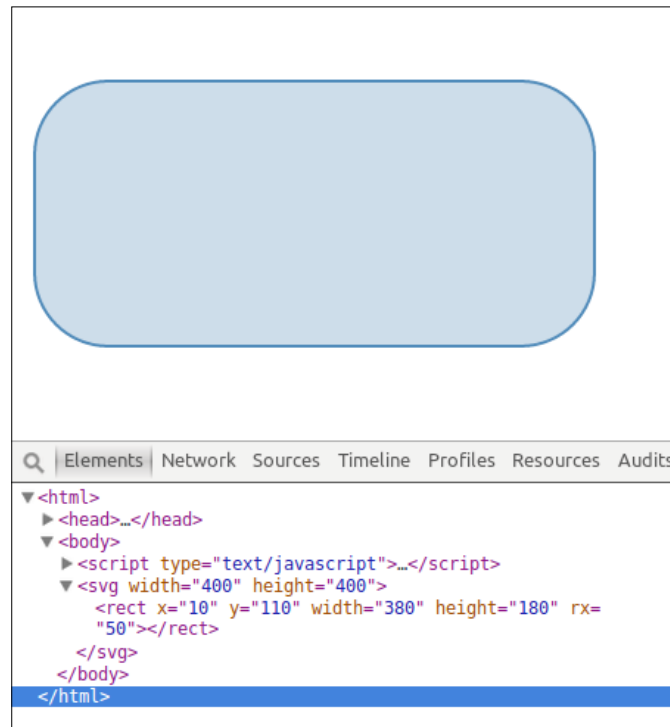 Elements Network Sources Timeline Profiles Resources Audits
▼<html>
▶<head>…</head>
▼<body>
▶<script type="text/javascript">…</script>
▼<svg width="400" height="400">
<rect x="10" y="110" width="380" height="180" rx=
"50"></rect>
</svg>
</body>
</html>